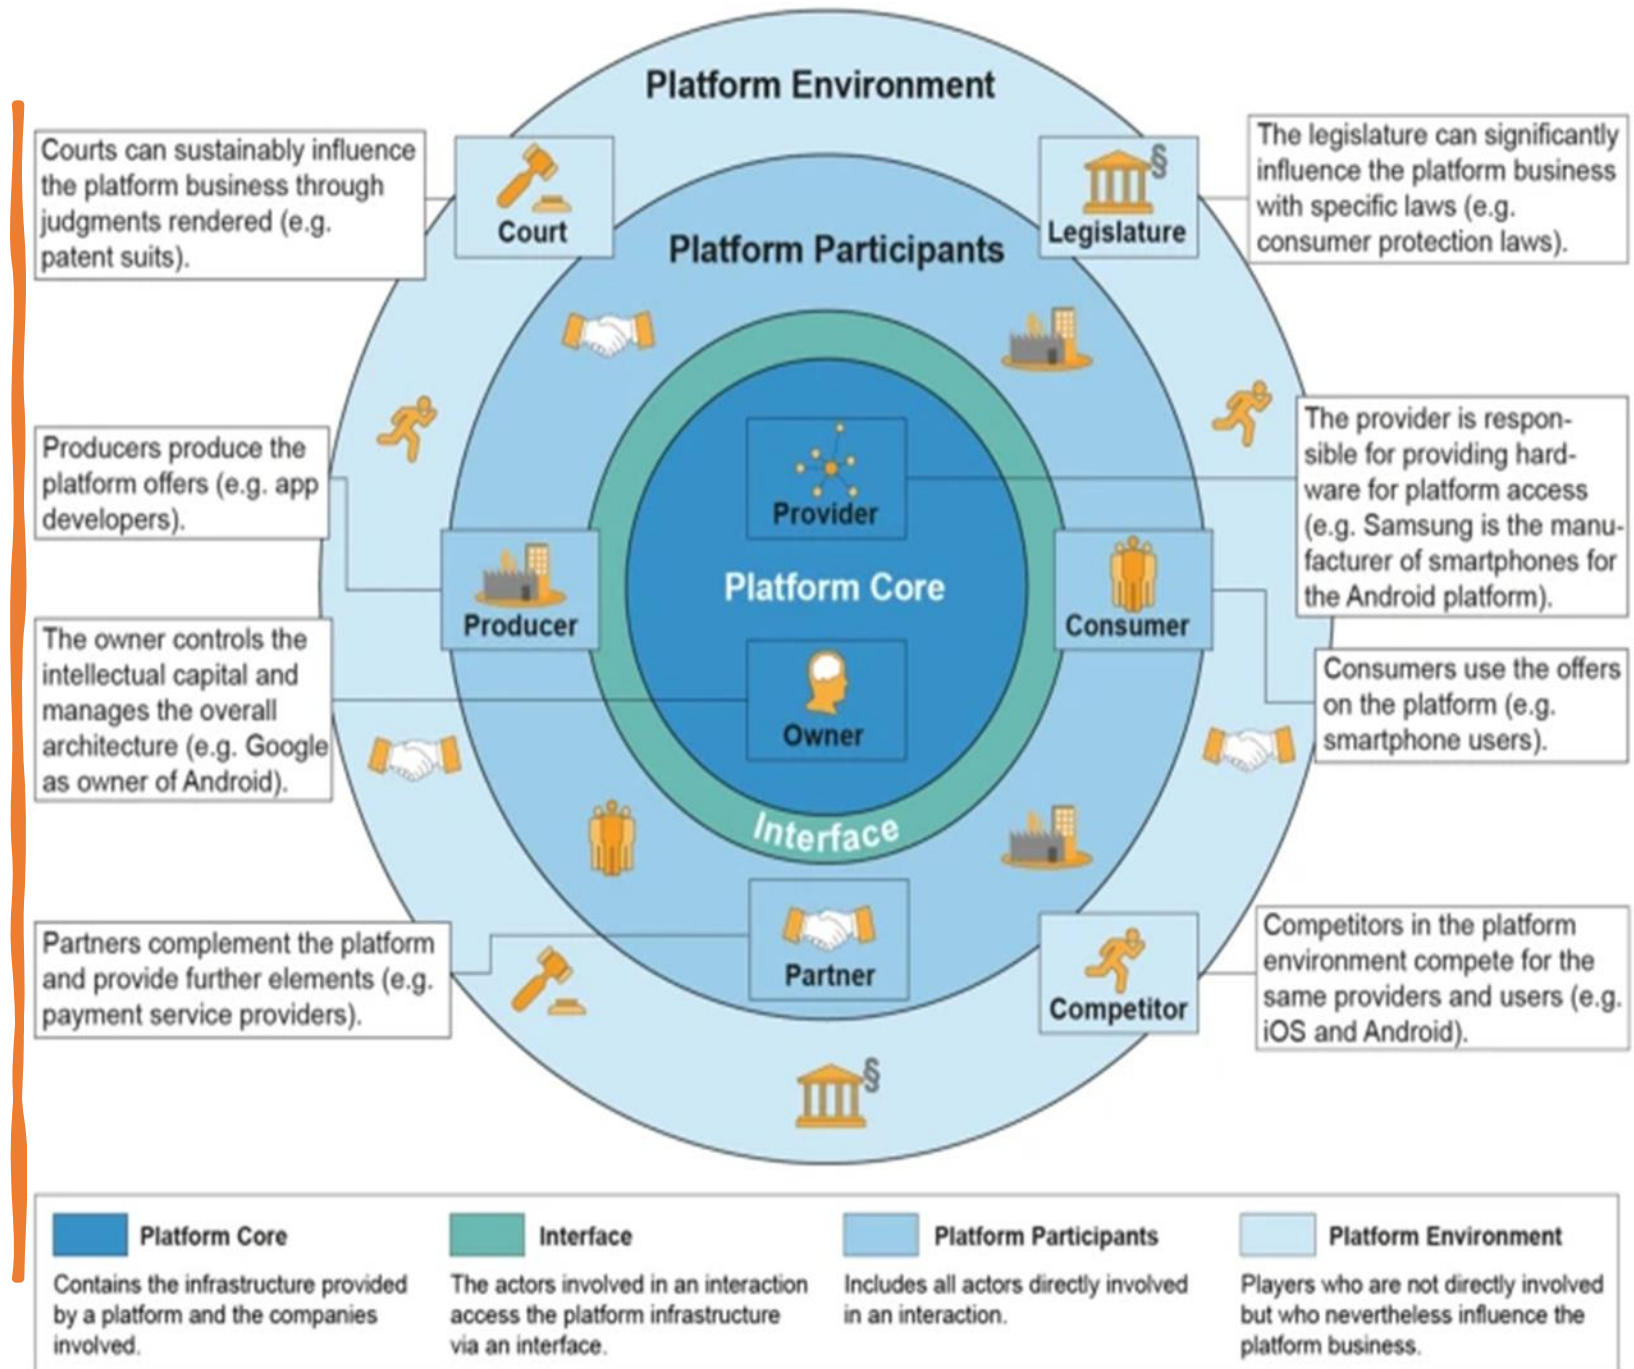 Platform Environment
Courts can sustainably influence
the platform business through
judgments rendered (e.g.
patent suits).
Court
§
Legislature
The legislature can significantly
influence the platform business
with specific laws (e.g.
consumer protection laws).
Platform Participants
Producers produce the
platform offers (e.g. app
developers).
Provider
The provider is respon-
sible for providing hard-
ware for platform access
(e.g. Samsung is the manu-
facturer of smartphones for
the Android platform).
Platform Core
Producer
Consumer
The owner controls the
intellectual capital and
manages the overall
architecture (e.g. Google
as owner of Android).
Owner
Consumers use the offers
on the platform (e.g.
smartphone users).
Interface
Partners complement the platform
and provide further elements (e.g.
payment service providers).
Partner
Competitor
Competitors in the platform
environment compete for the
same providers and users (e.g.
iOS and Android).
§
Platform Core
Contains the infrastructure provided
by a platform and the companies
involved.
Interface
The actors involved in an interaction
access the platform infrastructure
via an interface.
Platform Participants
Includes all actors directly involved
in an interaction.
Platform Environment
Players who are not directly involved
but who nevertheless influence the
platform business.